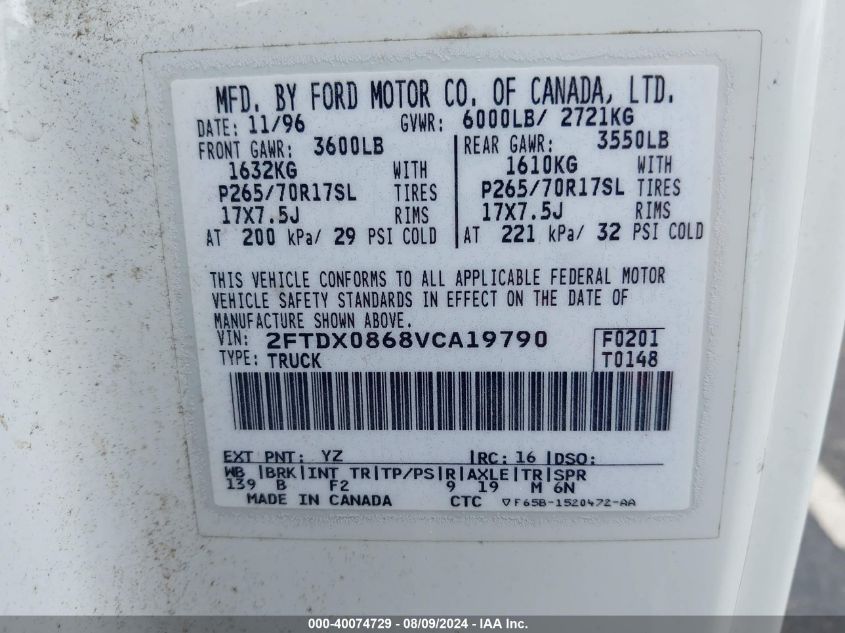 MFD. BY FORD MOTOR CO. OF CANADA, LTD.
DATE: 11/96 GVWR: 6000LB/ 2721KG
FRONT GAWR: 3600LB REAR GAWR: 3550LB
1632KG WITH 1610KG WITH
P265/70R17SL TIRES P265/70R17SL TIRES
17X7.5J RIMS 17X7.5J RIMS
AT 200 kPa/ 29 PSI COLD AT 221 kPa/ 32 PSI COLD
THIS VEHICLE CONFORMS TO ALL APPLICABLE FEDERAL MOTOR
VEHICLE SAFETY STANDARDS IN EFFECT ON THE DATE OF
MANUFACTURE SHOWN ABOVE.
VIN: 2FTDX0868VCA19790 F0201
TYPE: TRUCK T0148
EXT PNT: YZ RC: 16 DSO:
WB BRK INT TR TP/PS R AXLE TR SPR
139 B F2 9 19 M 6N
MADE IN CANADA CTC F65B-1520472-AA
000-40074729 - 08/09/2024 - IAA Inc.